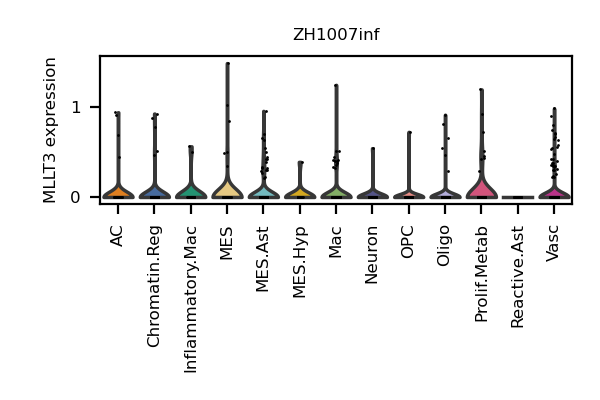 ZH1007inf
MLLT3 expression
1
0
AC
Chromatin.Reg
Inflammatory.Mac
MES
MES.Ast
MES.Hyp
Mac
Neuron
OPC
Oligo
Prolif.Metab
Reactive.Ast
Vasc